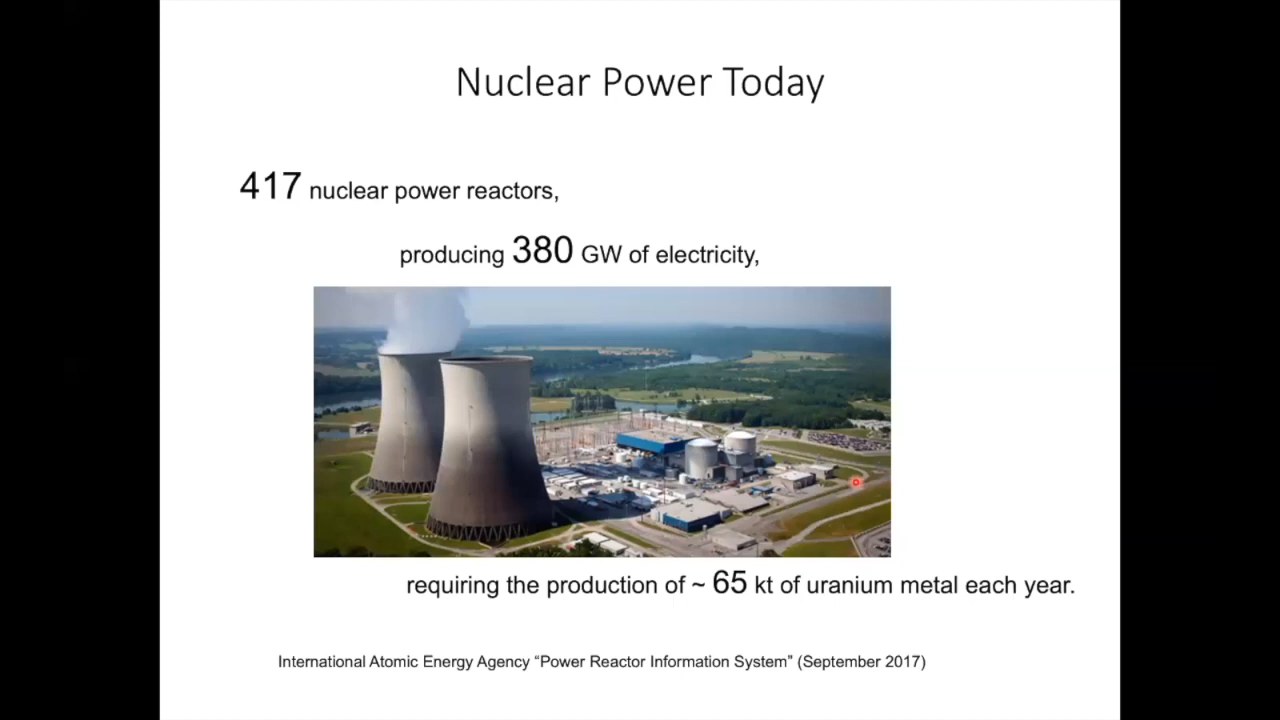 Nuclear Power Today
417 nuclear power reactors,
producing 380 GW of electricity,
requiring the production of ~ 65 kt of uranium metal each year.
International Atomic Energy Agency “Power Reactor Information System" (September 2017)